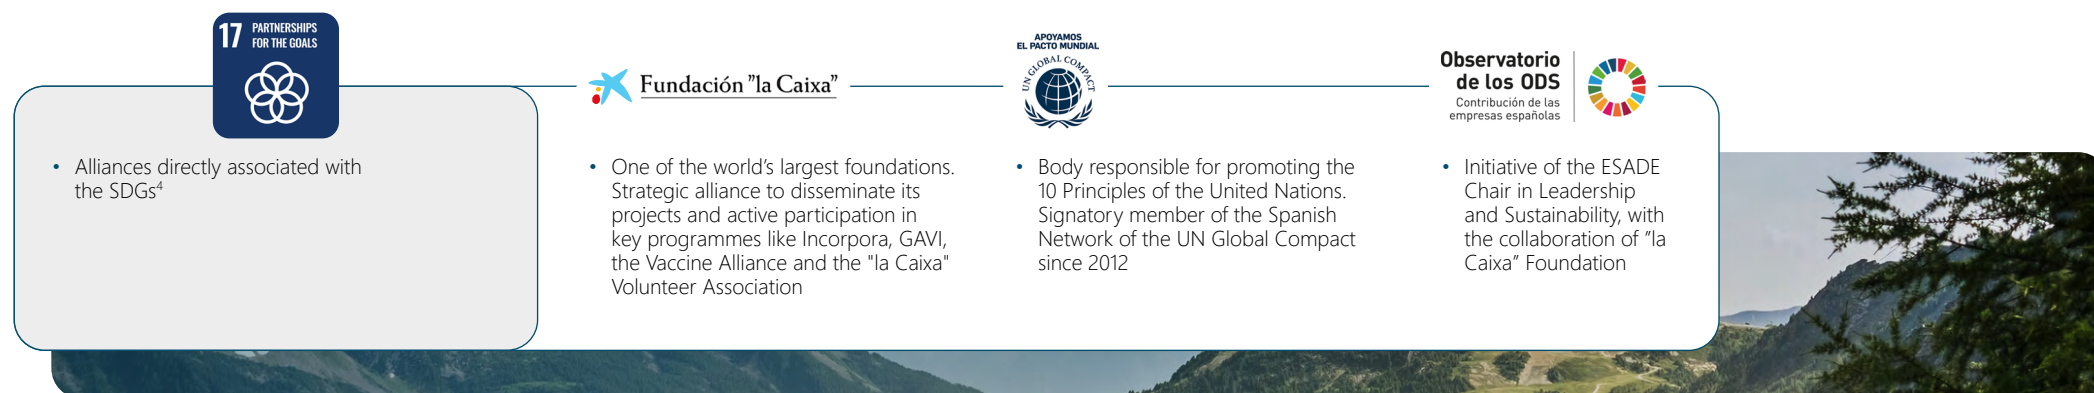 17 PARTNERSHIPS
FOR THE GOALS
• Alliances directly associated with
the SDGs⁴
Fundación "la Caixa"
• One of the world's largest foundations.
Strategic alliance to disseminate its
projects and active participation in
key programmes like Incorpora, GAVI,
the Vaccine Alliance and the "la Caixa"
Volunteer Association
APOYAMOS
EL PACTO MUNDIAL
UN GLOBAL COMPACT
• Body responsible for promoting the
10 Principles of the United Nations.
Signatory member of the Spanish
Network of the UN Global Compact
since 2012
Observatorio
de los ODS
Contribución de las
empresas españolas
• Initiative of the ESADE
Chair in Leadership
and Sustainability, with
the collaboration of "la
Caixa" Foundation